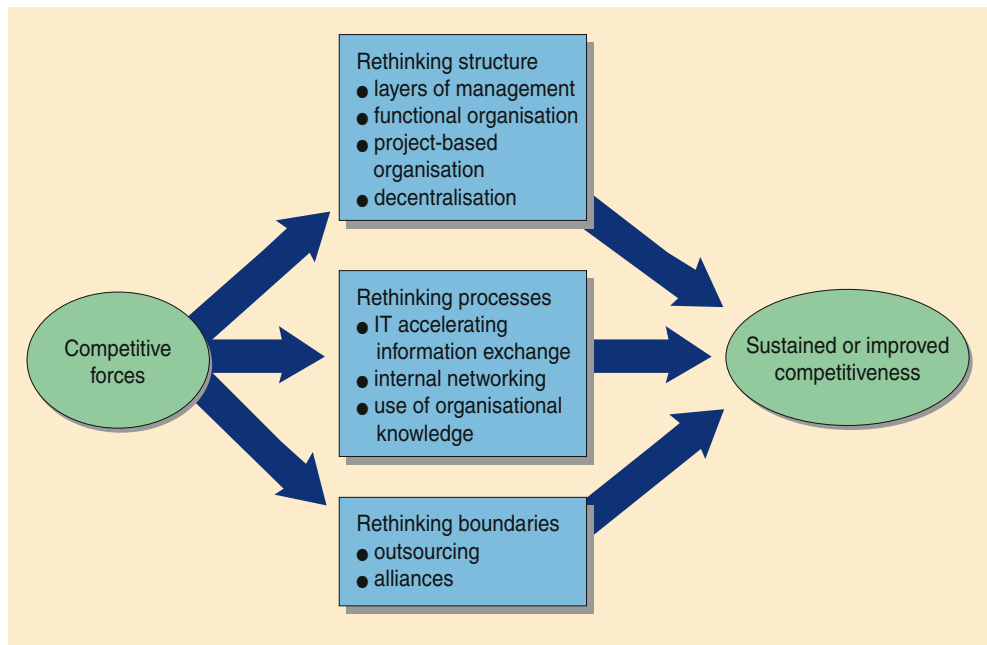 Competitive
forces
Rethinking structure
● layers of management
● functional organisation
● project-based
organisation
● decentralisation
Rethinking processes
● IT accelerating
information exchange
● internal networking
● use of organisational
knowledge
Rethinking boundaries
● outsourcing
● alliances
Sustained or improved
competitiveness